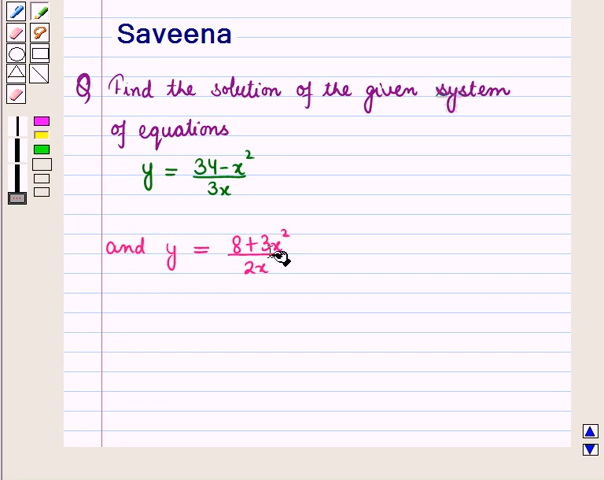 Saveena
Q Find the solution of the given system
of equations
y = 34-x²/3x
and y = 8+3x²/2x